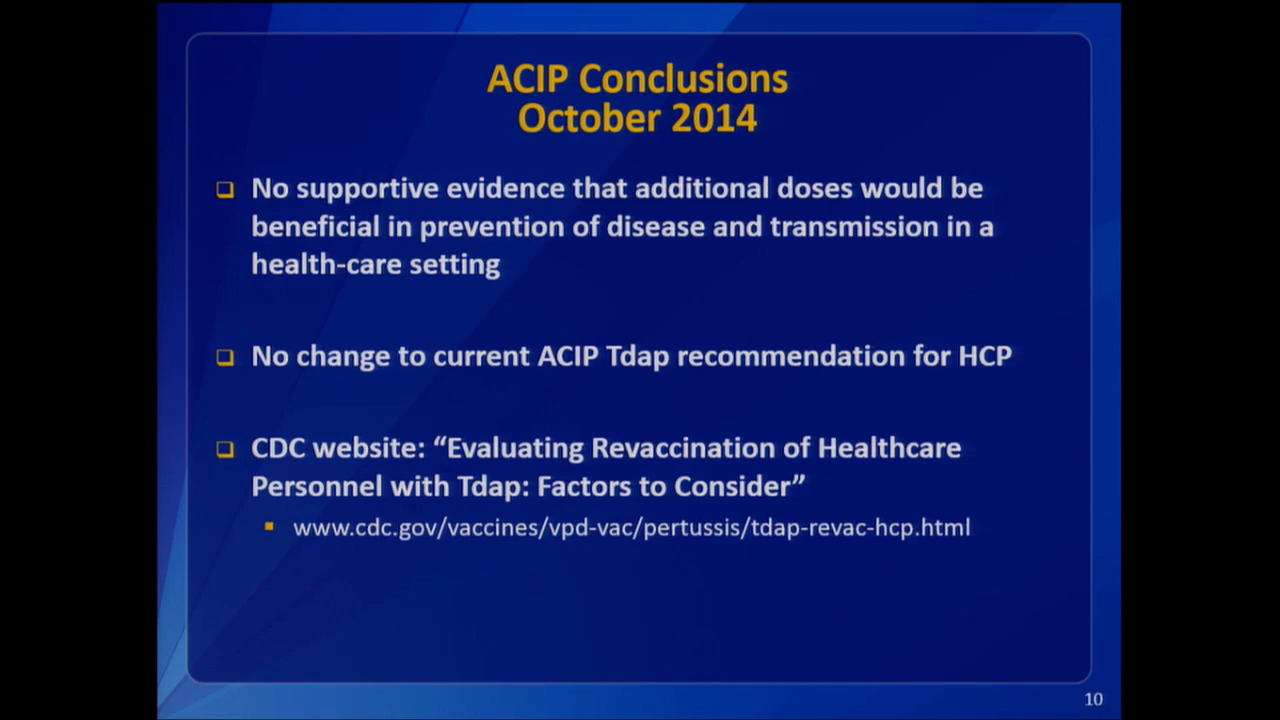 ACIP Conclusions
October 2014
No supportive evidence that additional doses would be
beneficial in prevention of disease and transmission in a
health-care setting
No change to current ACIP Tdap recommendation for HCP
CDC website: “Evaluating Revaccination of Healthcare
Personnel with Tdap: Factors to Consider”
www.cdc.gov/vaccines/vpd-vac/pertussis/tdap-revac-hcp.html
10